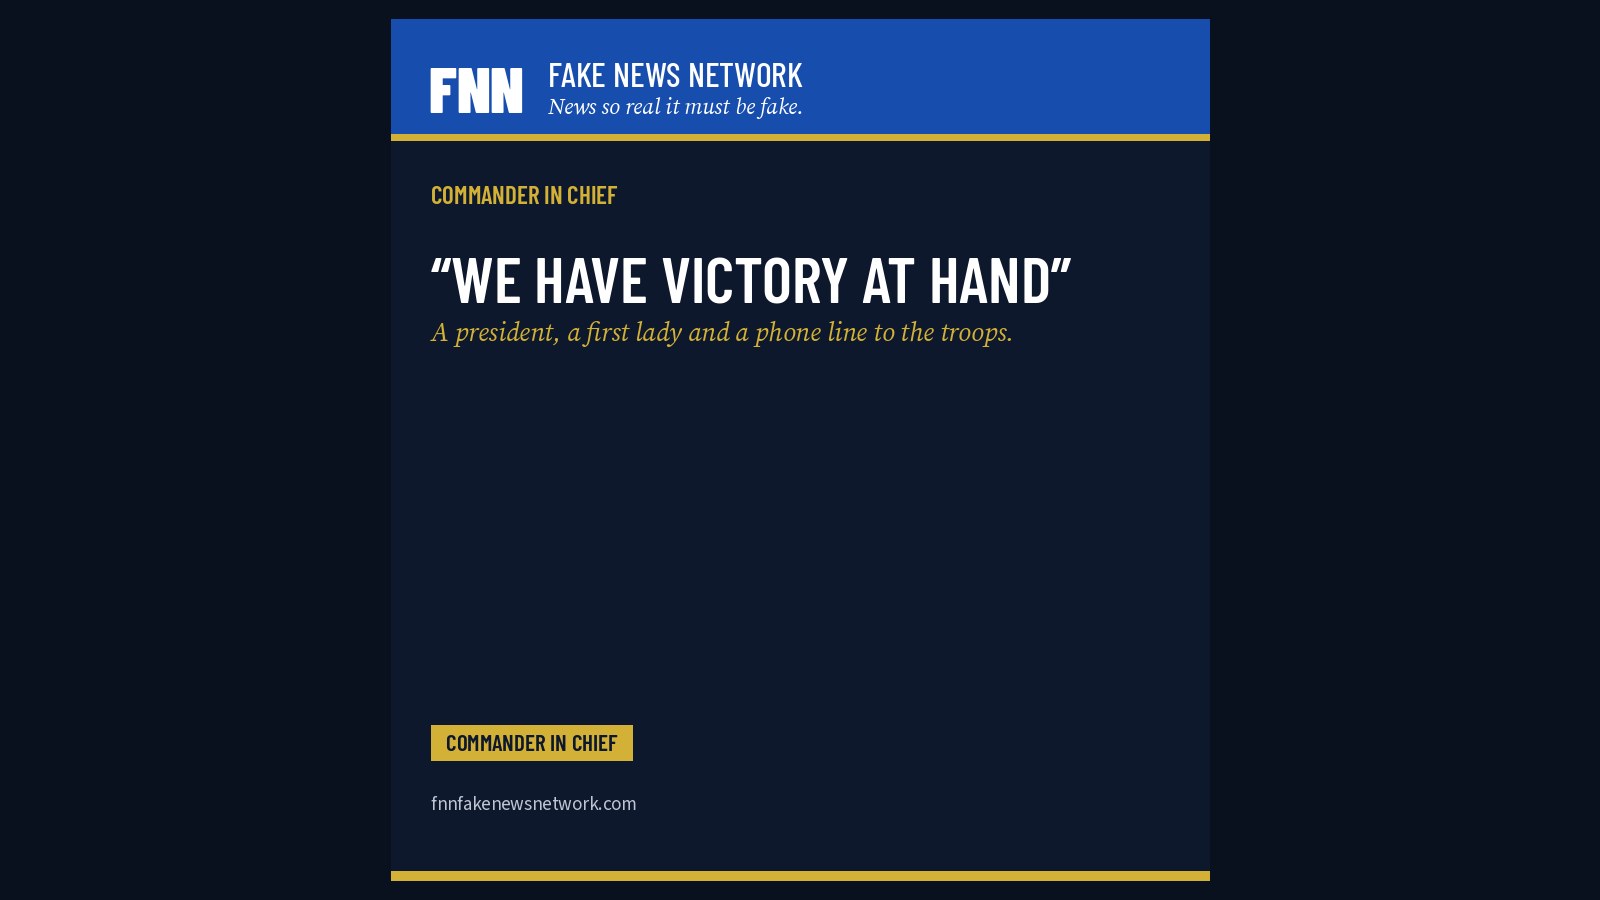 FNN
FAKE NEWS NETWORK
News so real it must be fake.
COMMANDER IN CHIEF
“WE HAVE VICTORY AT HAND”
A president, a first lady and a phone line to the troops.
COMMANDER IN CHIEF
fnnfakenewsnetwork.com